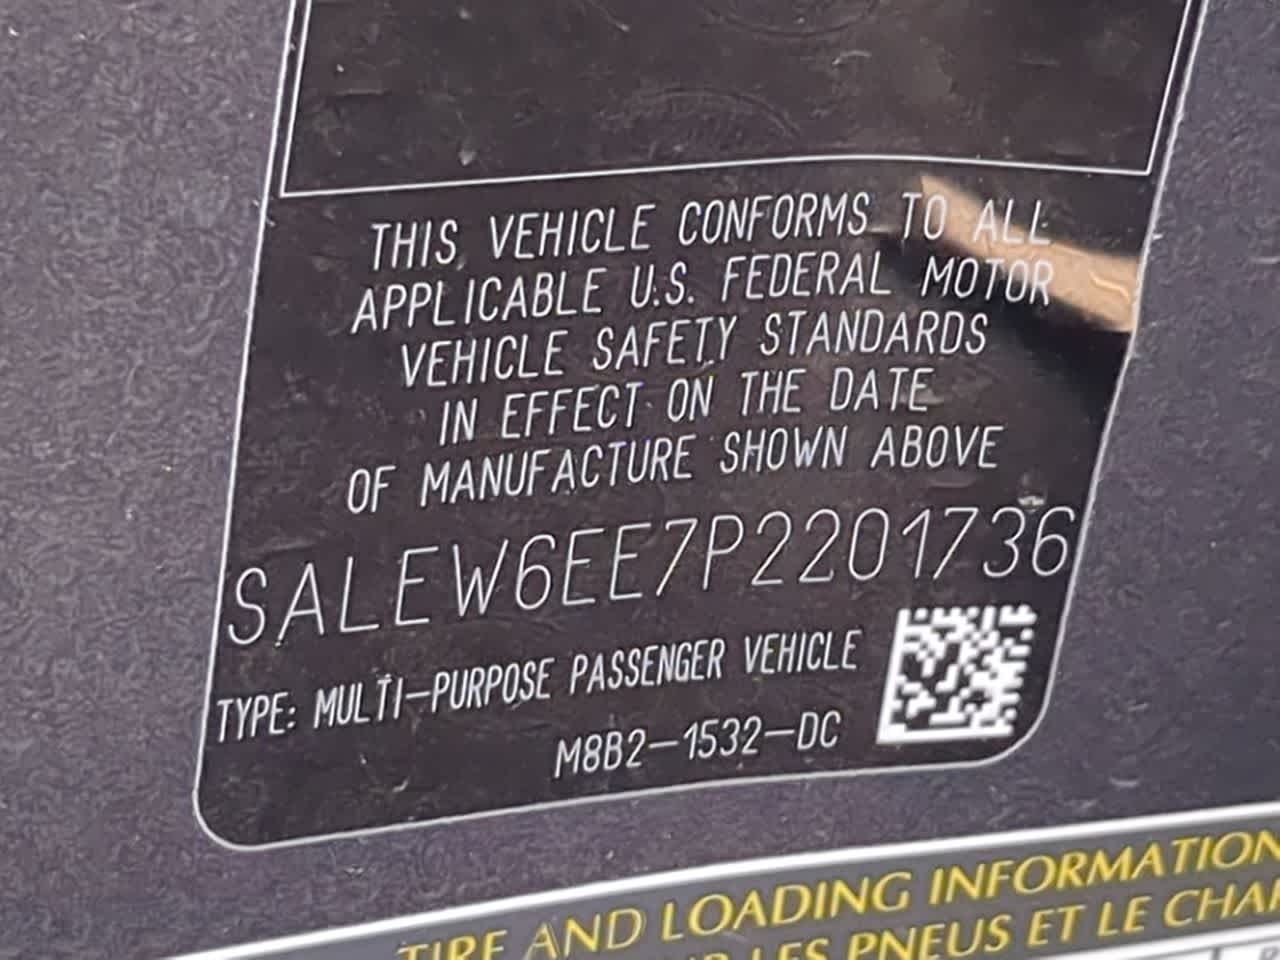 THIS VEHICLE CONFORMS TO ALL
APPLICABLE U.S. FEDERAL MOTOR
VEHICLE SAFETY STANDARDS
IN EFFECT ON THE DATE
OF MANUFACTURE SHOWN ABOVE
SALEW6EE7P2201736
TYPE: MULTI-PURPOSE PASSENGER VEHICLE
M8B2-1532-DC
TIRE AND LOADING INFORMATION
LES PNEUS ET LE